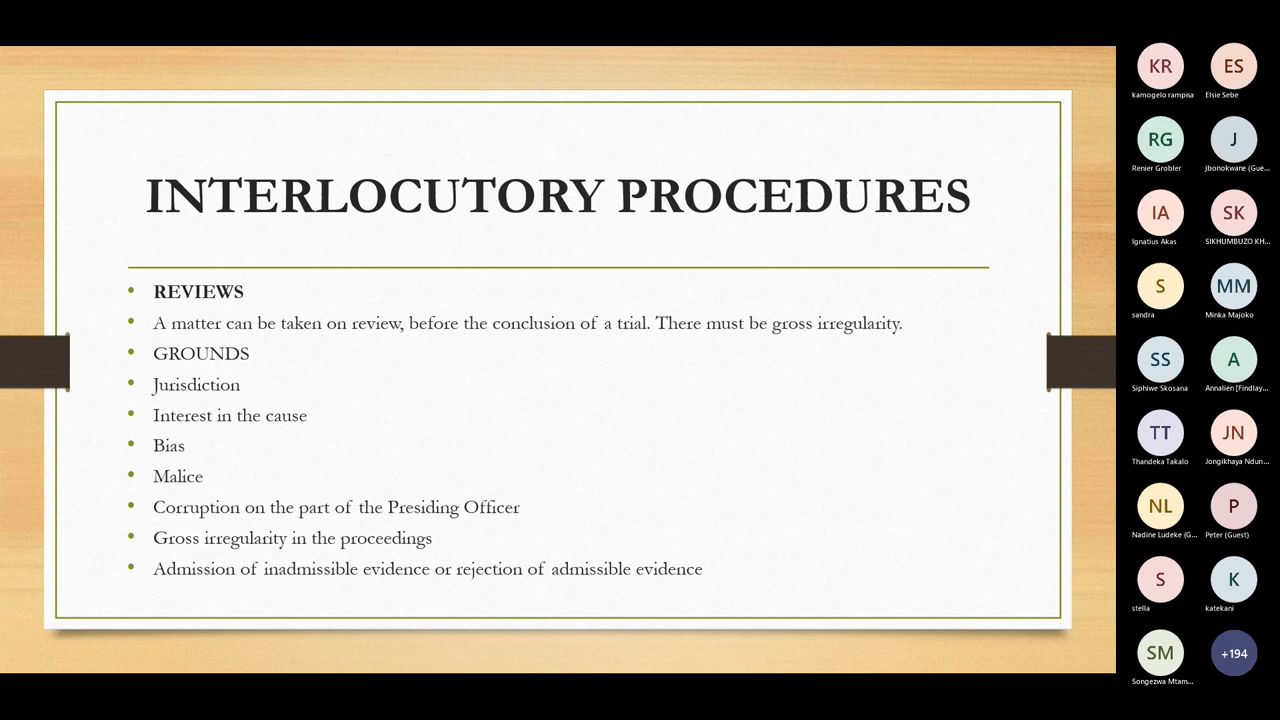 INTERLOCUTORY PROCEDURES
• REVIEWS
• A matter can be taken on review, before the conclusion of a trial. There must be gross irregularity.
• GROUNDS
• Jurisdiction
• Interest in the cause
• Bias
• Malice
• Corruption on the part of the Presiding Officer
• Gross irregularity in the proceedings
• Admission of inadmissible evidence or rejection of admissible evidence
KR ES
kamogelo rampisa Elsie Sebe
RG J
Renier Grobler jbonokwane (Gue...
IA SK
Ignatius Akas SIKHUMBUZO KH...
S MM
sandra Minka Majoko
SS A
Siphiwe Skosana Annalien [Findlay...
TT JN
Thandeka Takalo Jongikhaya Ndun...
NL P
Nadine Ludeke (G... Peter (Guest)
S K
stella katekani
SM +194
Songezwa Mtam...